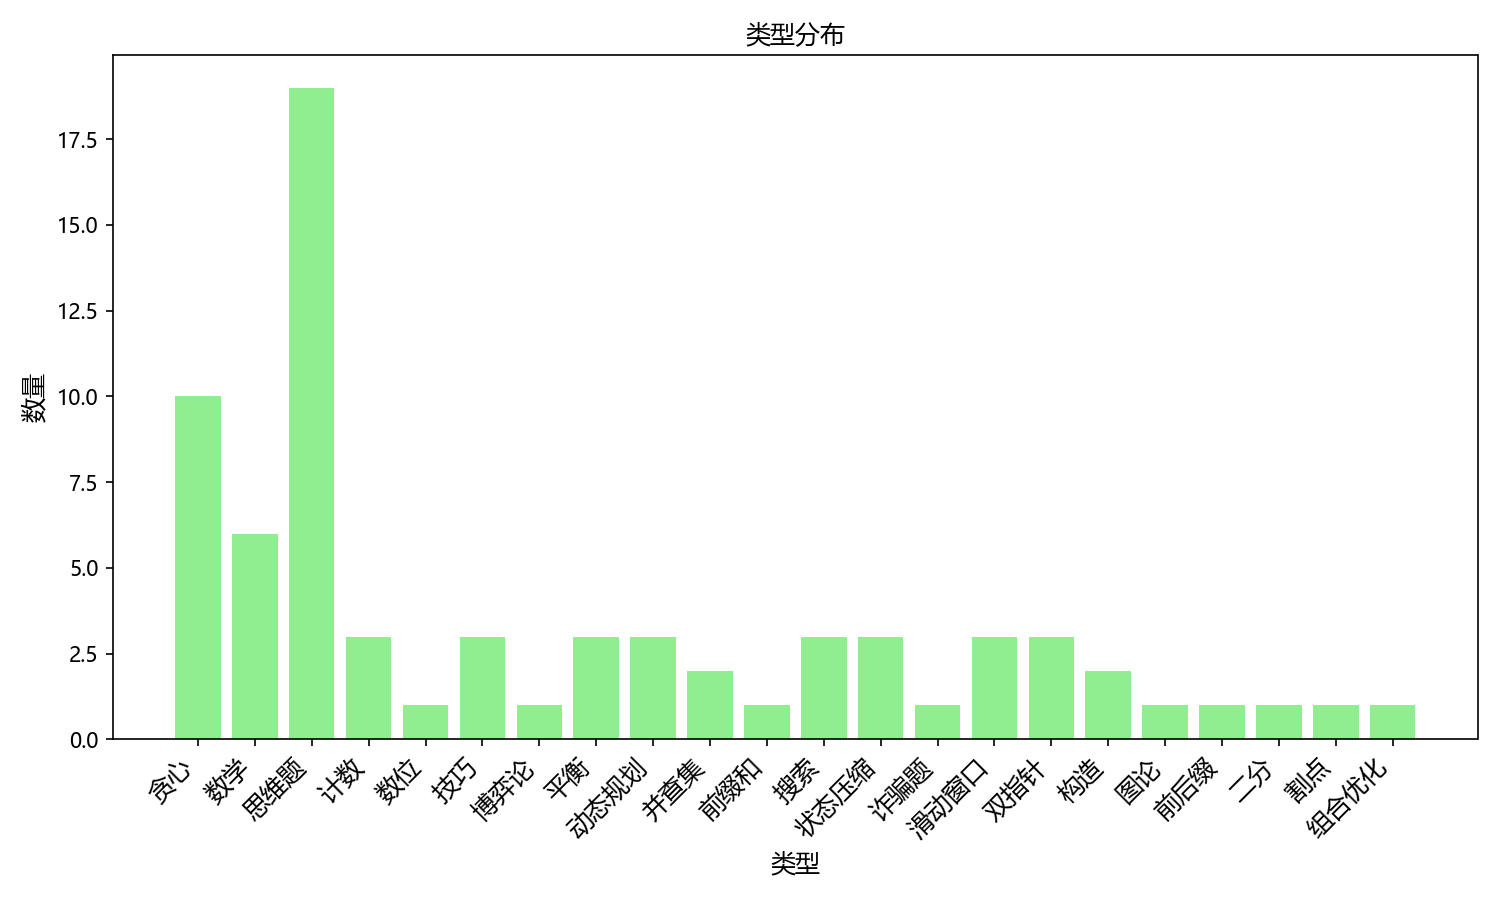 类型分布
数量
17.5
15.0
12.5
10.0
7.5
5.0
2.5
0.0
贪心
数学
思维题
计数
数位
技巧
博弈论
平衡
动态规划
并查集
前缀和
搜索
状态压缩
诈骗题
滑动窗口
双指针
构造
图论
前后缀
二分
割点
组合优化
类型